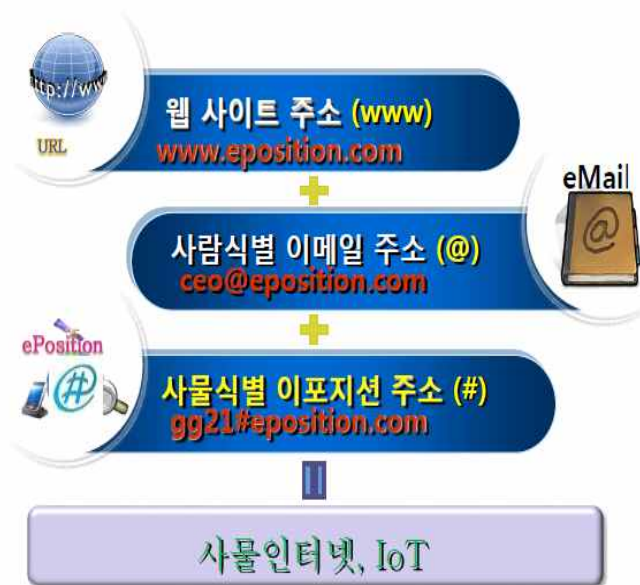 http://ww
URL
웹 사이트 주소 (www)
www.eposition.com
+
eMail
@
사람식별 이메일 주소 (@)
ceo@eposition.com
+
ePosition
#
사물식별 이포지션 주소 (#)
gg21#eposition.com
사물인터넷, IoT